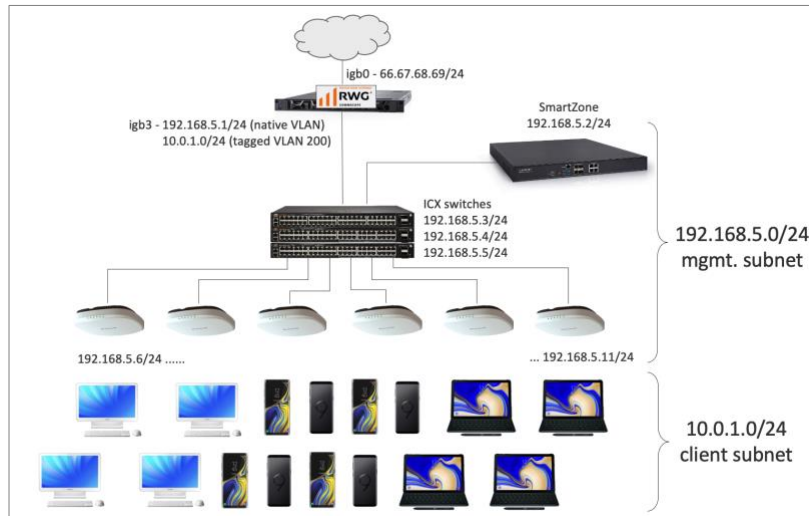 igb0 - 66.67.68.69/24
RWG
igb3 - 192.168.5.1/24 (native VLAN)
10.0.1.0/24 (tagged VLAN 200)
SmartZone
192.168.5.2/24
ICX switches
192.168.5.3/24
192.168.5.4/24
192.168.5.5/24
192.168.5.0/24
mgmt. subnet
192.168.5.6/24 ......
... 192.168.5.11/24
10.0.1.0/24
client subnet